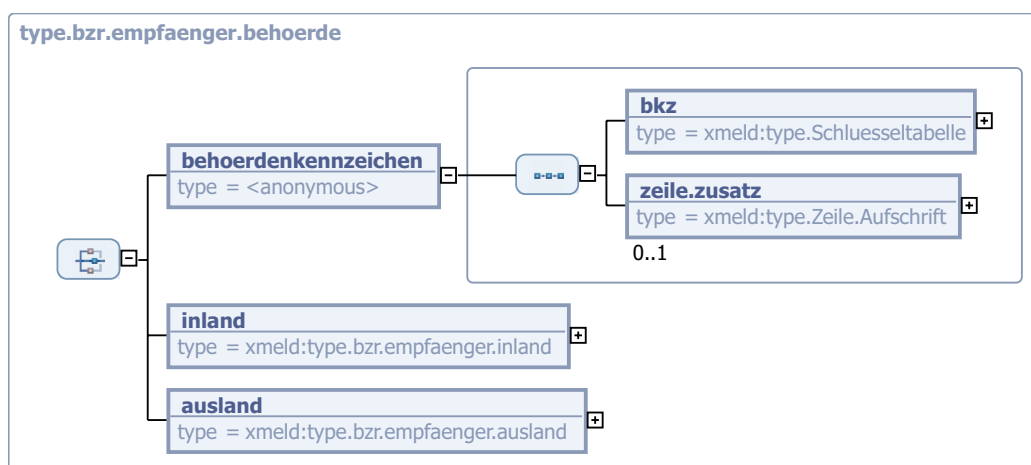 type.bzr.empfaenger.behoerde
bkz
type = xmeld:type.Schluesseltabelle
behoerdenkennzeichen
type = <anonymous>
zeile.zusatz
type = xmeld:type.Zeile.Aufschrift
0..1
inland
type = xmeld:type.bzr.empfaenger.inland
ausland
type = xmeld:type.bzr.empfaenger.ausland